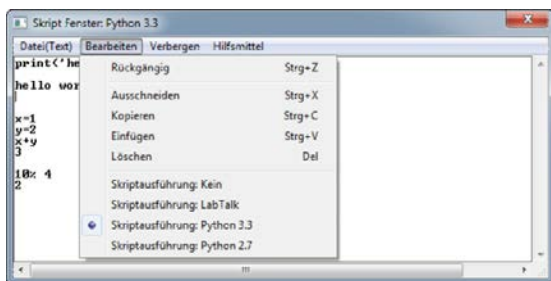 Skript Fenster: Python 3.3
Datei(Text) Bearbeiten Verbergen Hilfsmittel
print('he
hello wor
x=1
y=2
x+y
3
10% 4
2
Rückgängig Strg+Z
Ausschneiden Strg+X
Kopieren Strg+C
Einfügen Strg+V
Löschen Del
Skriptausführung: Kein
Skriptausführung: LabTalk
Skriptausführung: Python 3.3
Skriptausführung: Python 2.7